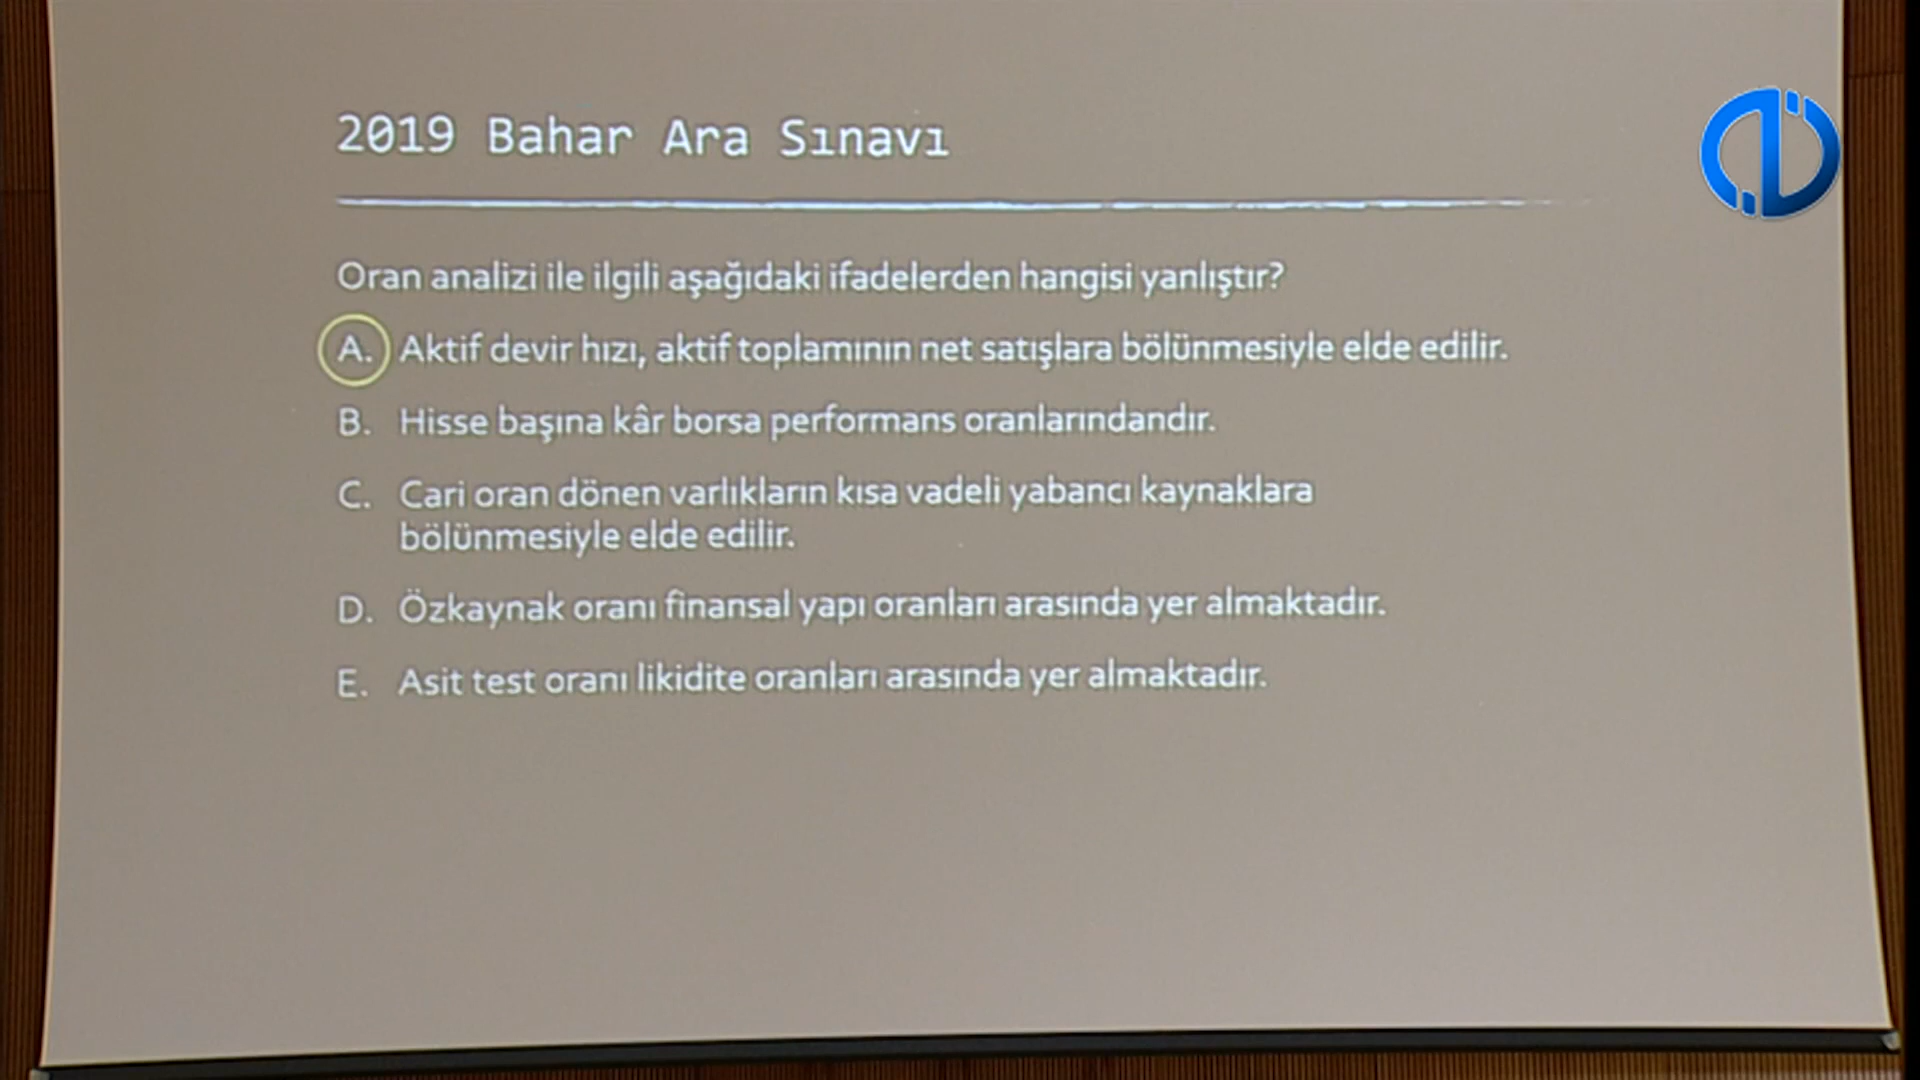 2019 Bahar Ara Sınavı
Oran analizi ile ilgili aşağıdaki ifadelerden hangisi yanlıştır?
A. Aktif devir hızı, aktif toplamının net satışlara bölünmesiyle elde edilir.
B. Hisse başına kâr borsa performans oranlarındandır.
C. Cari oran dönen varlıkların kısa vadeli yabancı kaynaklara
bölünmesiyle elde edilir.
D. Özkaynak oranı finansal yapı oranları arasında yer almaktadır.
E. Asit test oranı likidite oranları arasında yer almaktadır.